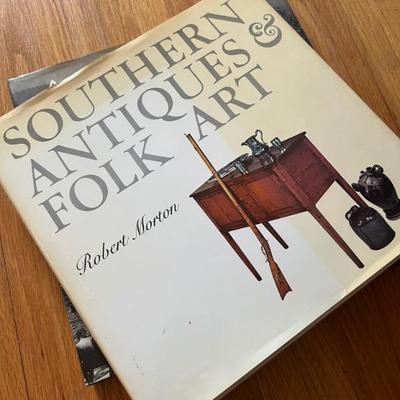 SOUTHERN
ANTIQUES &
FOLK ART
Robert Morton